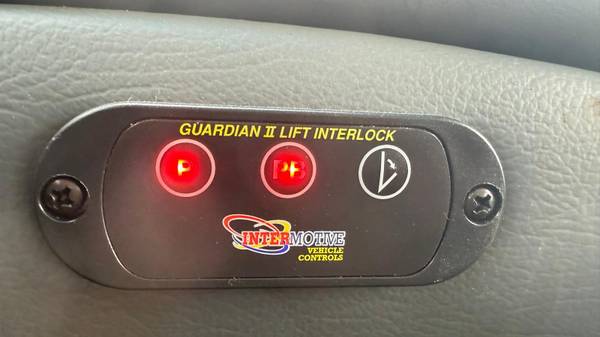 GUARDIAN II LIFT INTERLOCK
P PB
INTERMOTIVE
VEHICLE
CONTROLS